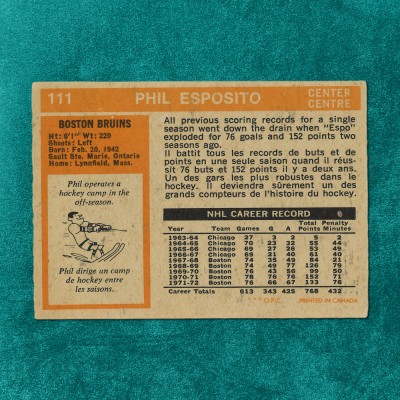 111
PHIL ESPOSITO
CENTER
CENTRE
BOSTON BRUINS
Ht: 6'1" Wt: 220
Shoots: Left
Born: Feb. 20, 1942
Sault Ste. Marie, Ontario
Home: Lynnfield, Mass.
Phil operates a
hockey camp in the
off-season.
Phil dirige un camp
de hockey entre
les saisons.
All previous scoring records for a single
season went down the drain when "Espo"
exploded for 76 goals and 152 points two
seasons ago.
Il battit tous les records de buts et de
points en une seule saison quand il réus-
sit 76 buts et 152 points il y a deux ans.
Un des gars les plus robustes dans le
hockey. Il deviendra sûrement un des
grands compteurs de l'histoire du hockey.
NHL CAREER RECORD
Total Penalty
Year Team Games G A Points Minutes
1963-64 Chicago 27 3 2 5 2
1964-65 Chicago 70 23 32 55 44
1965-66 Chicago 69 27 26 53 49
1966-67 Chicago 69 21 40 61 40
1967-68 Boston 74 35 49 84 21
1968-69 Boston 74 49 77 126 79
1969-70 Boston 76 43 56 99 50
1970-71 Boston 78 76 76 152 71
1971-72 Boston 76 66 67 133 76
Career Totals 613 343 425 768 432
***O.P.C. PRINTED IN CANADA